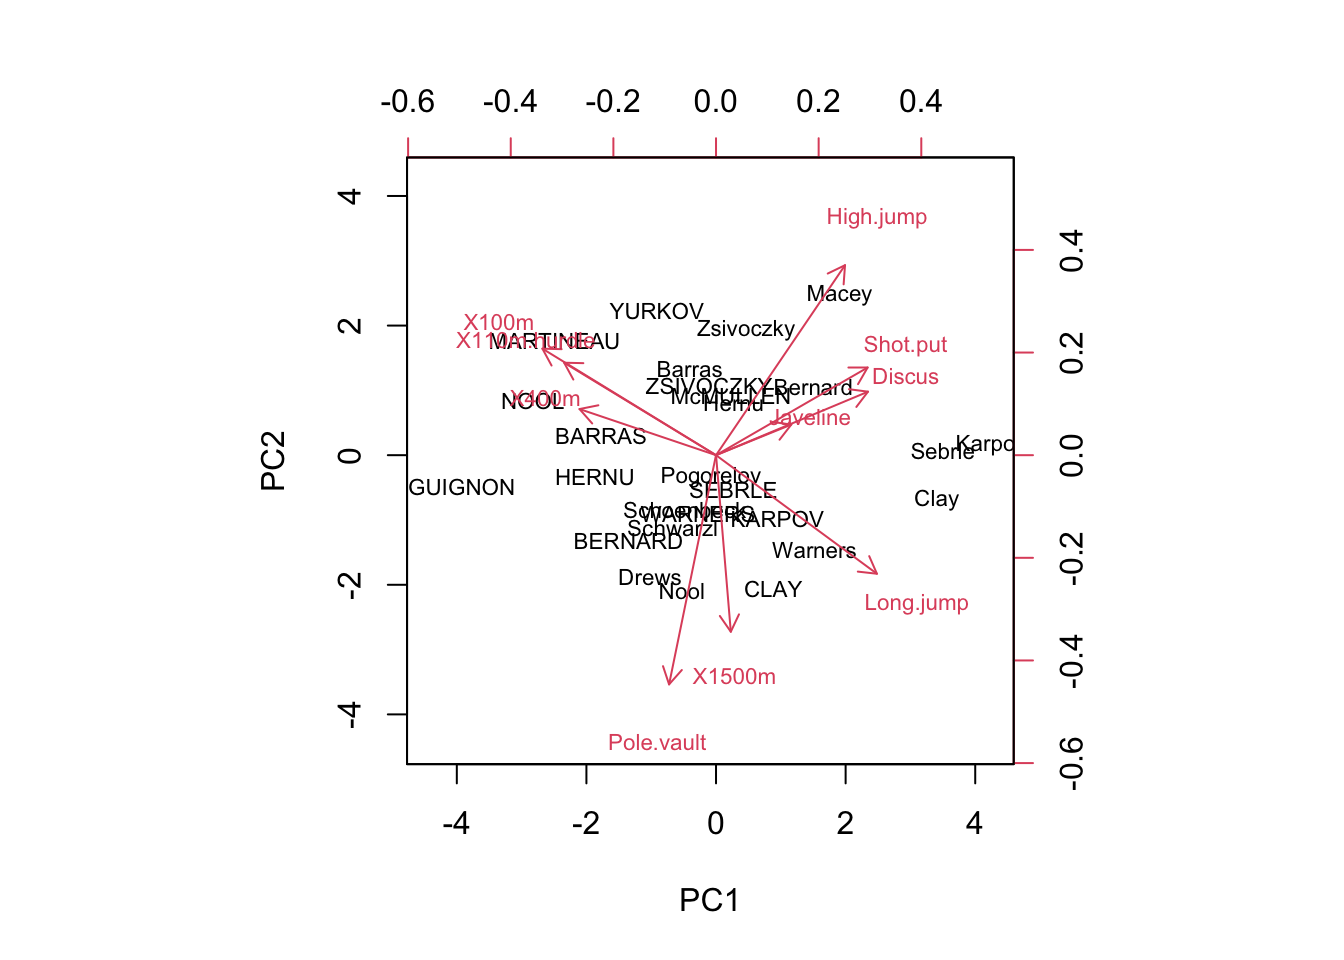 -0.6 -0.4 -0.2 0.0 0.2 0.4
High.jump
Macey
YURKOV
X100m
Zsivoczky
X110m.hurdle
MARTINEAU
Shot.put
Barras
Discus
ZSIVOCZKY
Bernard
McMULLEN
X400m
NOOL
Hernu
Javeline
BARRAS
Karpo
Sebrle
HERNU
Pogorelov
GUIGNON
SEBRLE
Clay
Schoenbeck
WARNERS
KARPOV
Schwarzl
BERNARD
Warners
Drews
Nool
CLAY
Long.jump
X1500m
Pole.vault
4
2
0
-2
-4
PC2
0.4
0.2
0.0
-0.2
-0.4
-0.6
-4 -2 0 2 4
PC1